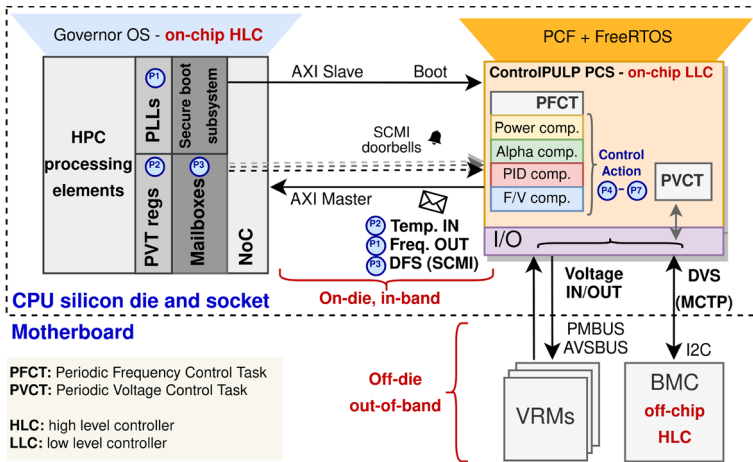 Governor OS - on-chip HLC
PCF + FreeRTOS
HPC
processing
elements
P1
PLLs
Secure boot
subsystem
P2
PVT regs
P3
Mailboxes
NoC
AXI Slave
Boot
SCMI
doorbells
AXI Master
P2 Temp. IN
P1 Freq. OUT
P3 DFS (SCMI)
ControlPULP PCS - on-chip LLC
PFCT
Power comp.
Alpha comp.
PID comp.
F/V comp.
Control
Action
P4 - P7
PVCT
I/O
CPU silicon die and socket
On-die, in-band
Voltage
IN/OUT
DVS
(MCTP)
Motherboard
PMBUS
AVSBUS
I2C
Off-die
out-of-band
VRMs
BMC
off-chip
HLC
PFCT: Periodic Frequency Control Task
PVCT: Periodic Voltage Control Task
HLC: high level controller
LLC: low level controller